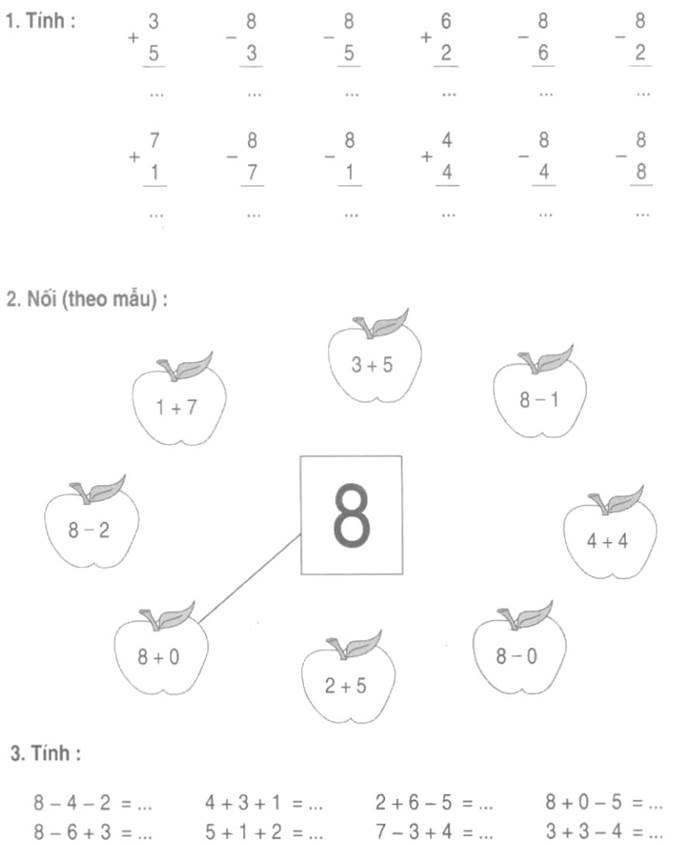 1. Tính :
+ 3 5 ...
− 8 3 ...
− 8 5 ...
+ 6 2 ...
− 8 6 ...
− 8 2 ...
+ 7 1 ...
− 8 7 ...
− 8 1 ...
+ 4 4 ...
− 8 4 ...
− 8 8 ...
2. Nối (theo mẫu) :
3 + 5
1 + 7
8 − 1
8
8 − 2
4 + 4
8 + 0
2 + 5
8 − 0
3. Tính :
8 − 4 − 2 = ... 4 + 3 + 1 = ... 2 + 6 − 5 = ... 8 + 0 − 5 = ...
8 − 6 + 3 = ... 5 + 1 + 2 = ... 7 − 3 + 4 = ... 3 + 3 − 4 = ...